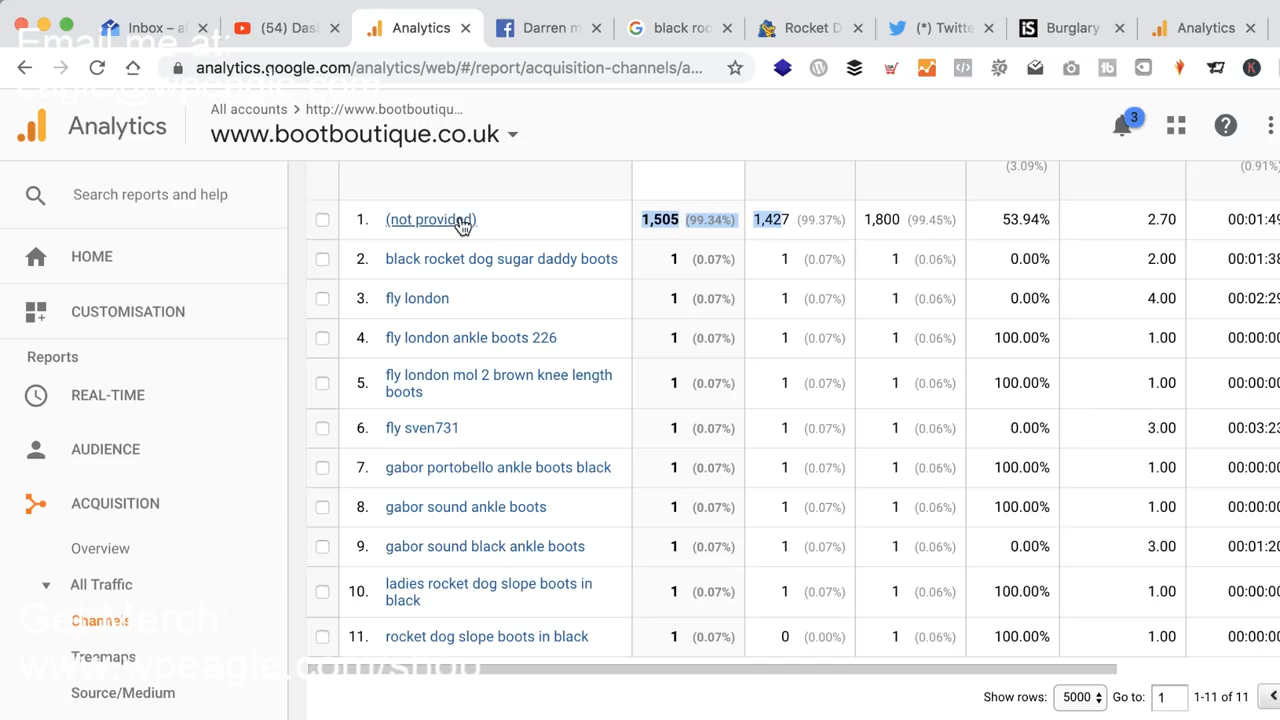 Inbox – al
(54) Das
Analytics
Darren m
black roc
Rocket D
(*) Twitte
Burglary
Analytics
Email me at:
analytics.google.com/analytics/web/#/report/acquisition-channels/a...
Eagle@wpeagle.com
Analytics
All accounts > http://www.bootboutiqu...
www.bootboutique.co.uk
3
Search reports and help
HOME
CUSTOMISATION
Reports
REAL-TIME
AUDIENCE
ACQUISITION
Overview
All Traffic
Channels
Treemaps
Source/Medium
Get Merch:
www.wpeagle.com/shop
(3.09%) (0.91%)
1. (not provided) 1,505 (99.34%) 1,427 (99.37%) 1,800 (99.45%) 53.94% 2.70 00:01:49
2. black rocket dog sugar daddy boots 1 (0.07%) 1 (0.07%) 1 (0.06%) 0.00% 2.00 00:01:38
3. fly london 1 (0.07%) 1 (0.07%) 1 (0.06%) 0.00% 4.00 00:02:29
4. fly london ankle boots 226 1 (0.07%) 1 (0.07%) 1 (0.06%) 100.00% 1.00 00:00:00
5. fly london mol 2 brown knee length
boots 1 (0.07%) 1 (0.07%) 1 (0.06%) 100.00% 1.00 00:00:00
6. fly sven731 1 (0.07%) 1 (0.07%) 1 (0.06%) 0.00% 3.00 00:03:23
7. gabor portobello ankle boots black 1 (0.07%) 1 (0.07%) 1 (0.06%) 100.00% 1.00 00:00:00
8. gabor sound ankle boots 1 (0.07%) 1 (0.07%) 1 (0.06%) 100.00% 1.00 00:00:00
9. gabor sound black ankle boots 1 (0.07%) 1 (0.07%) 1 (0.06%) 0.00% 3.00 00:01:20
10. ladies rocket dog slope boots in
black 1 (0.07%) 1 (0.07%) 1 (0.06%) 100.00% 1.00 00:00:00
11. rocket dog slope boots in black 1 (0.07%) 0 (0.00%) 1 (0.06%) 100.00% 1.00 00:00:00
Show rows: 5000 Go to: 1 1-11 of 11